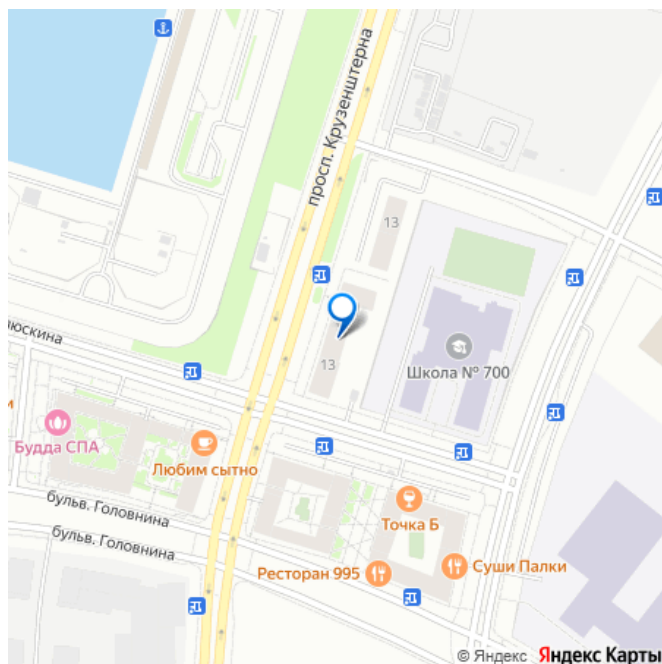 просп. Крузенштерна
13
13
Школа № 700
люскина
Будда СПА
и
Любим сытно
бульв. Головнина
бульв. Головнина
Точка Б
Ресторан 995
Суши Палки
© Яндекс Яндекс Карты